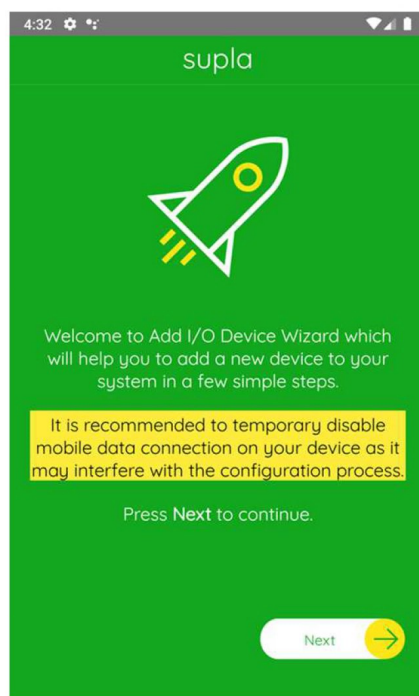 4:32
supla
Welcome to Add I/O Device Wizard which
will help you to add a new device to your
system in a few simple steps.
It is recommended to temporary disable
mobile data connection on your device as it
may interfere with the configuration process.
Press Next to continue.
Next